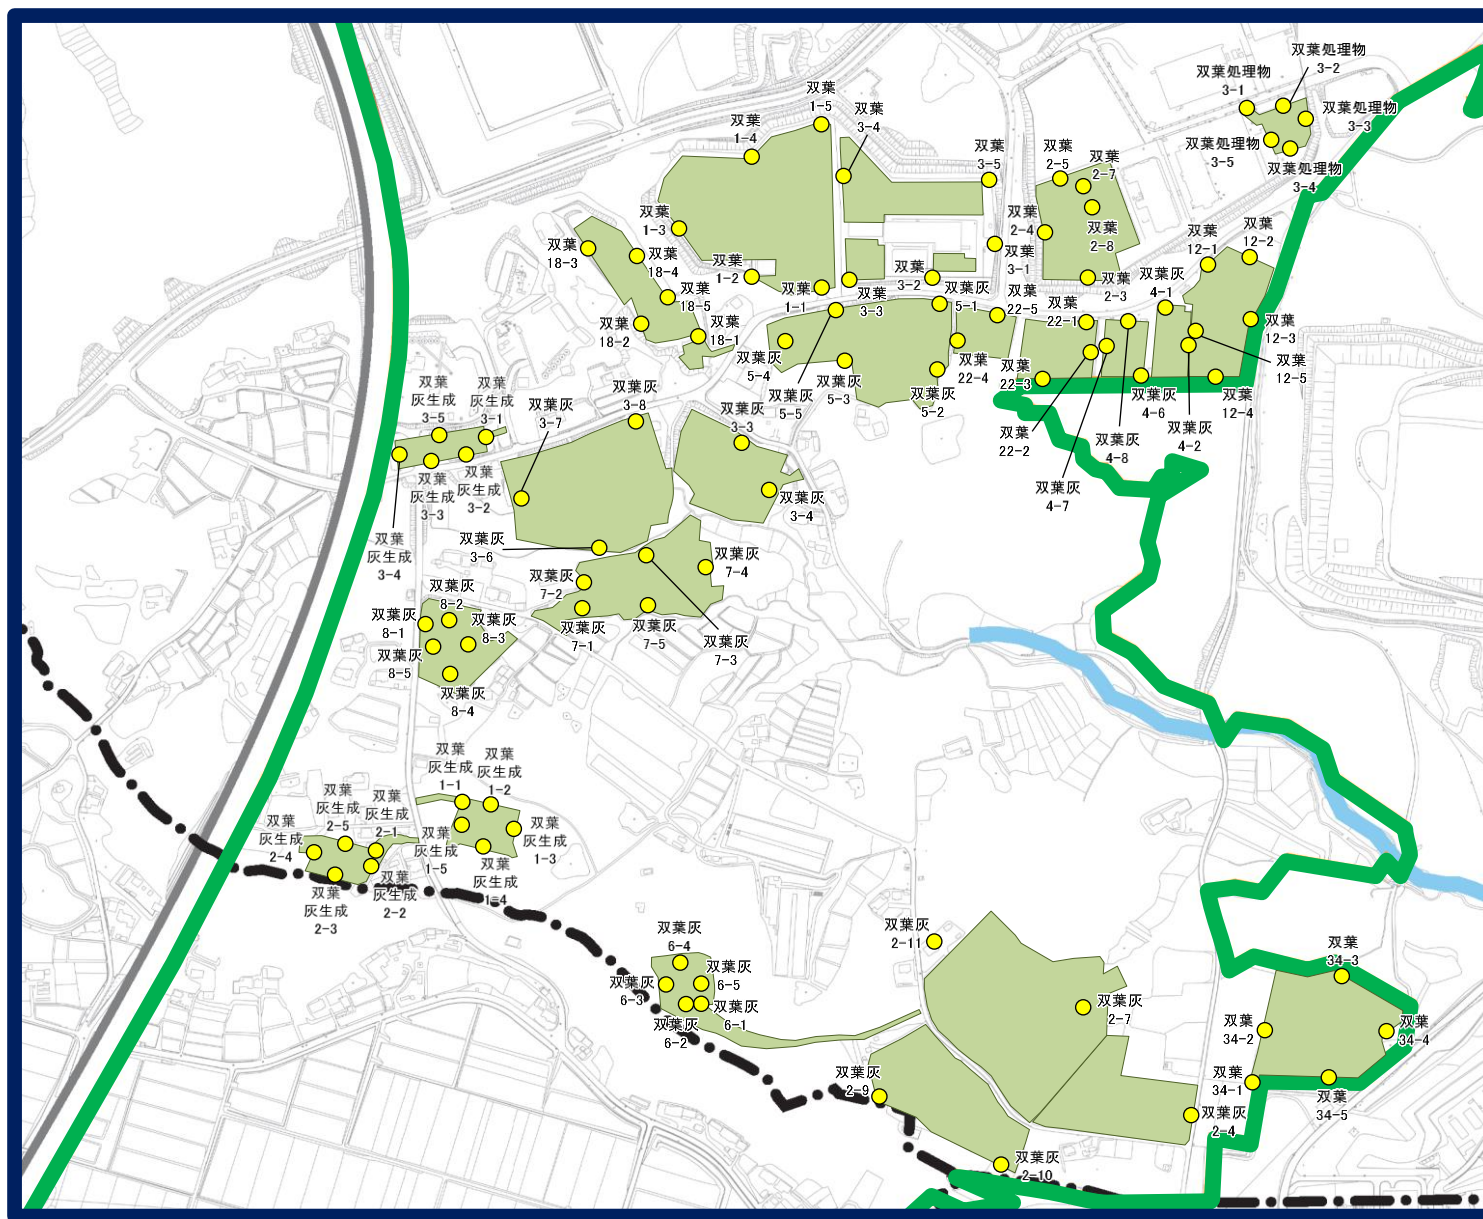 双葉処理物
3-2
双葉処理物
3-1
双葉処理物
3-3
双葉処理物
3-5
双葉処理物
3-4
双葉
1-5
双葉
3-4
双葉
1-4
双葉
3-5
双葉
2-5
双葉
2-7
双葉
1-3
双葉
2-4
双葉
2-8
双葉
18-3
双葉
18-4
双葉
1-2
双葉
3-1
双葉
3-2
双葉
12-1
双葉
12-2
双葉
18-5
双葉
1-1
双葉
3-3
双葉灰
5-1
双葉
22-5
双葉
2-3
双葉灰
4-1
双葉
18-2
双葉
18-1
双葉
22-1
双葉
12-3
双葉灰
5-4
双葉灰
5-5
双葉灰
5-3
双葉灰
5-2
双葉
22-4
双葉
22-3
双葉灰
4-6
双葉
12-5
双葉
12-4
双葉
灰生成
3-5
双葉
灰生成
3-1
双葉灰
3-7
双葉灰
3-8
双葉灰
3-3
双葉
22-2
双葉灰
4-8
双葉灰
4-2
双葉
灰生成
3-3
双葉
灰生成
3-2
双葉灰
3-4
双葉灰
4-7
双葉
灰生成
3-4
双葉灰
3-6
双葉灰
7-2
双葉灰
7-4
双葉灰
8-2
双葉灰
8-1
双葉灰
8-3
双葉灰
7-1
双葉灰
7-5
双葉灰
7-3
双葉灰
8-5
双葉灰
8-4
双葉
灰生成
1-1
双葉
灰生成
1-2
双葉
灰生成
2-5
双葉
灰生成
2-1
双葉
灰生成
2-4
双葉
灰生成
1-5
双葉
灰生成
1-3
双葉
灰生成
1-4
双葉
灰生成
2-3
双葉
灰生成
2-2
双葉灰
6-4
双葉灰
2-11
双葉
34-3
双葉灰
6-3
双葉灰
6-5
双葉灰
6-1
双葉灰
6-2
双葉灰
2-7
双葉
34-2
双葉
34-4
双葉灰
2-9
双葉
34-1
双葉
34-5
双葉灰
2-4
双葉灰
2-10